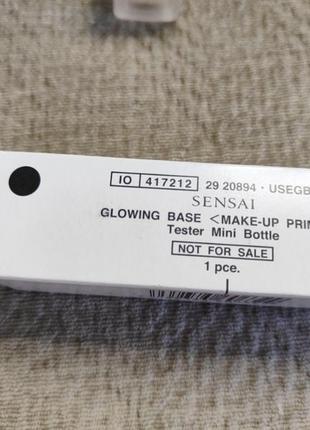 IO 417212 29 20894 · USEGB
SENSAI
GLOWING BASE <MAKE-UP PRIM
Tester Mini Bottle
NOT FOR SALE
1 pce.